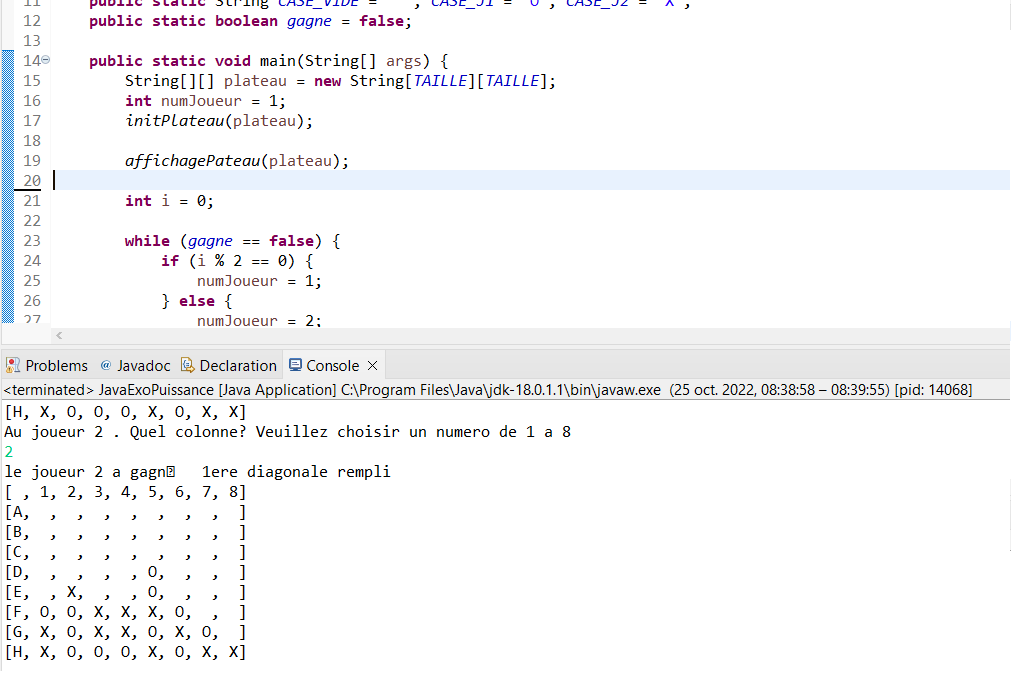 11 public static String CASE_VIDE = " ", CASE_J1 = "O", CASE_J2 = "X";
12 public static boolean gagne = false;
13
14 public static void main(String[] args) {
15 String[][] plateau = new String[TAILLE][TAILLE];
16 int numJoueur = 1;
17 initPlateau(plateau);
18
19 affichagePateau(plateau);
20
21 int i = 0;
22
23 while (gagne == false) {
24 if (i % 2 == 0) {
25 numJoueur = 1;
26 } else {
27 numJoueur = 2;
Problems @ Javadoc Declaration Console
<terminated> JavaExoPuissance [Java Application] C:\Program Files\Java\jdk-18.0.1.1\bin\javaw.exe (25 oct. 2022, 08:38:58 – 08:39:55) [pid: 14068]
[H, X, O, O, O, X, O, X, X]
Au joueur 2 . Quel colonne? Veuillez choisir un numero de 1 a 8
2
le joueur 2 a gagn� 1ere diagonale rempli
[ , 1, 2, 3, 4, 5, 6, 7, 8]
[A,  ,  ,  ,  ,  ,  ,  ,  ]
[B,  ,  ,  ,  ,  ,  ,  ,  ]
[C,  ,  ,  ,  ,  ,  ,  ,  ]
[D,  ,  ,  ,  , O,  ,  ,  ]
[E,  , X,  ,  , O,  ,  ,  ]
[F, O, O, X, X, X, O,  ,  ]
[G, X, O, X, X, O, X, O,  ]
[H, X, O, O, O, X, O, X, X]